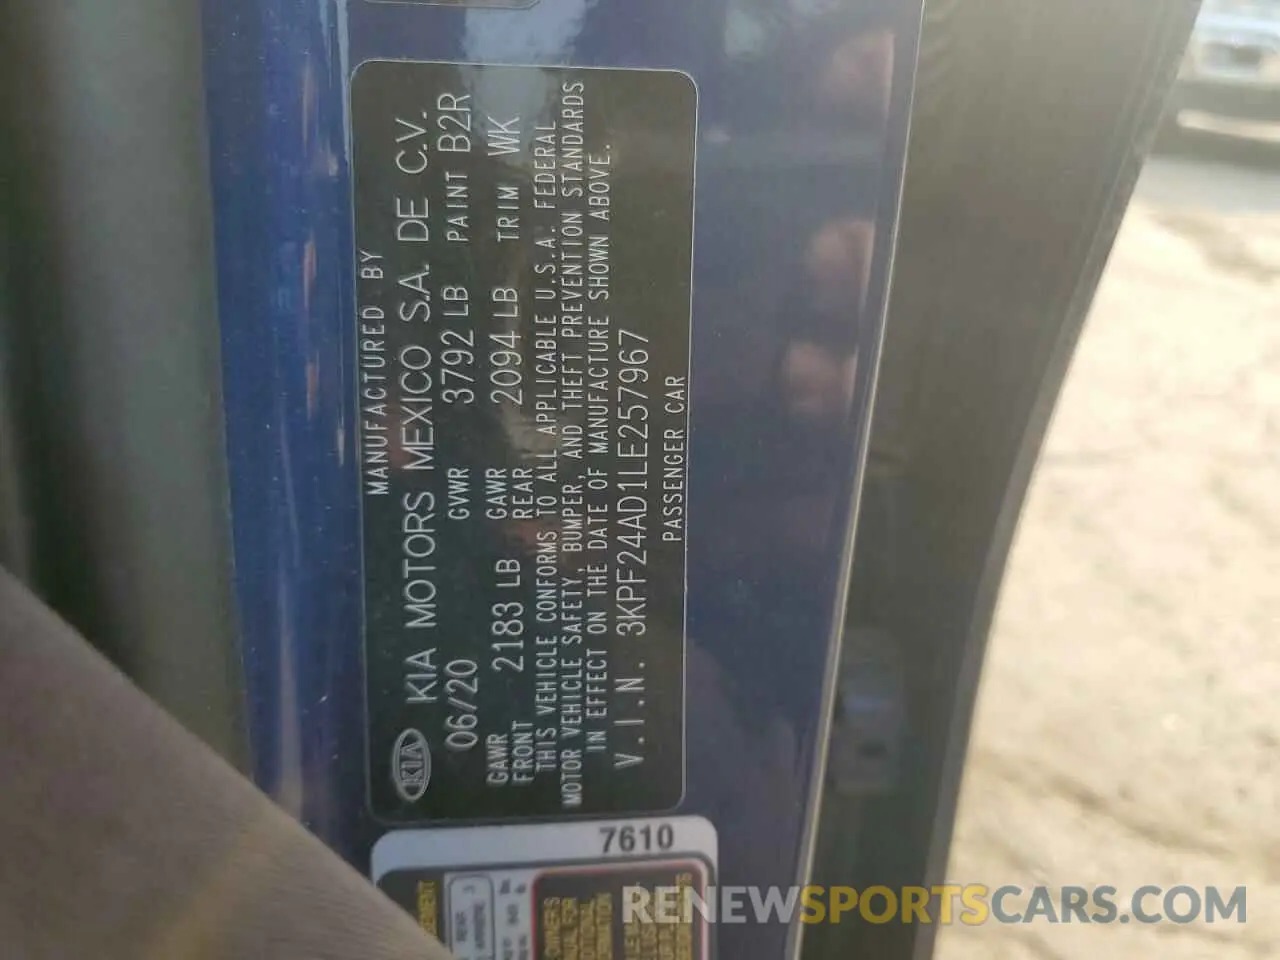 MANUFACTURED BY
KIA KIA MOTORS MEXICO S.A. DE C.V.
06/20 GVWR 3792 LB PAINT B2R
GAWR FRONT 2183 LB GAWR REAR 2094 LB TRIM WK
THIS VEHICLE CONFORMS TO ALL APPLICABLE U.S.A. FEDERAL
MOTOR VEHICLE SAFETY, BUMPER, AND THEFT PREVENTION STANDARDS
IN EFFECT ON THE DATE OF MANUFACTURE SHOWN ABOVE.
V.I.N. 3KPF24AD1LE257967
PASSENGER CAR
7610
RENEWSPORTSCARS.COM